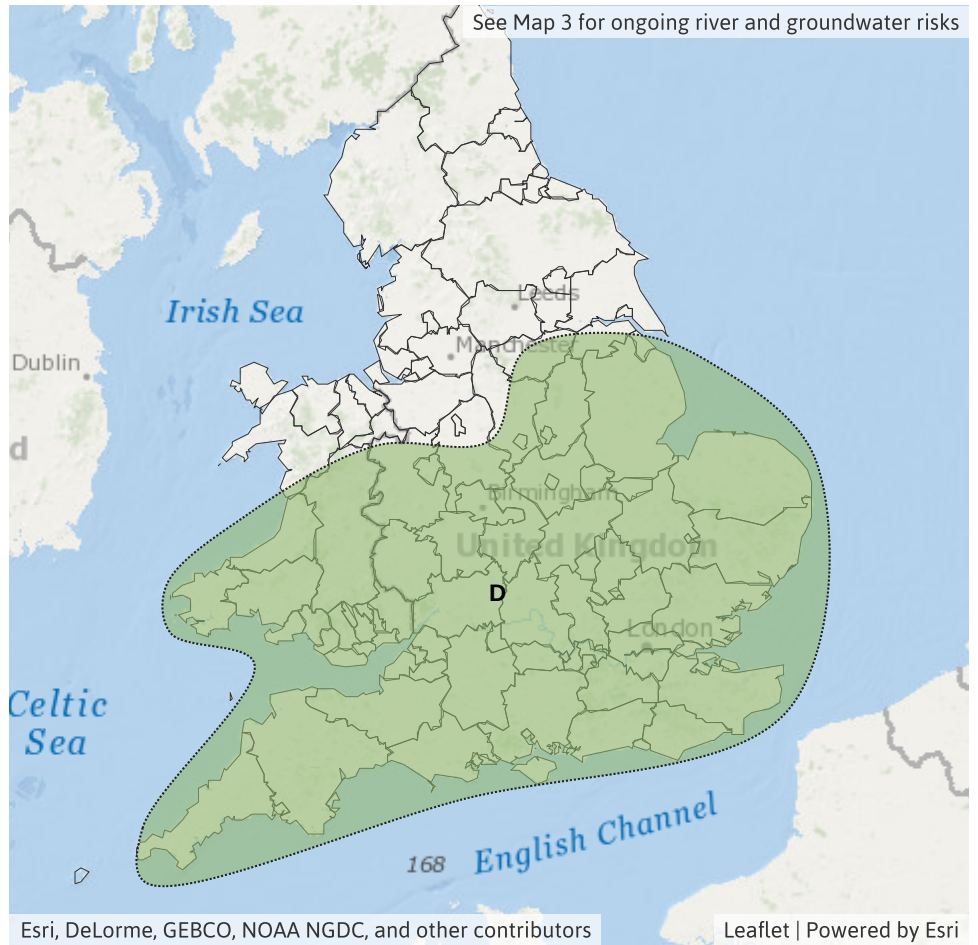 See Map 3 for ongoing river and groundwater risks
Leeds
Irish Sea
Manchester
Dublin
d
Birmingham
United Kingdom
D
London
Celtic
Sea
English Channel
168
Esri, DeLorme, GEBCO, NOAA NGDC, and other contributors
Leaflet | Powered by Esri